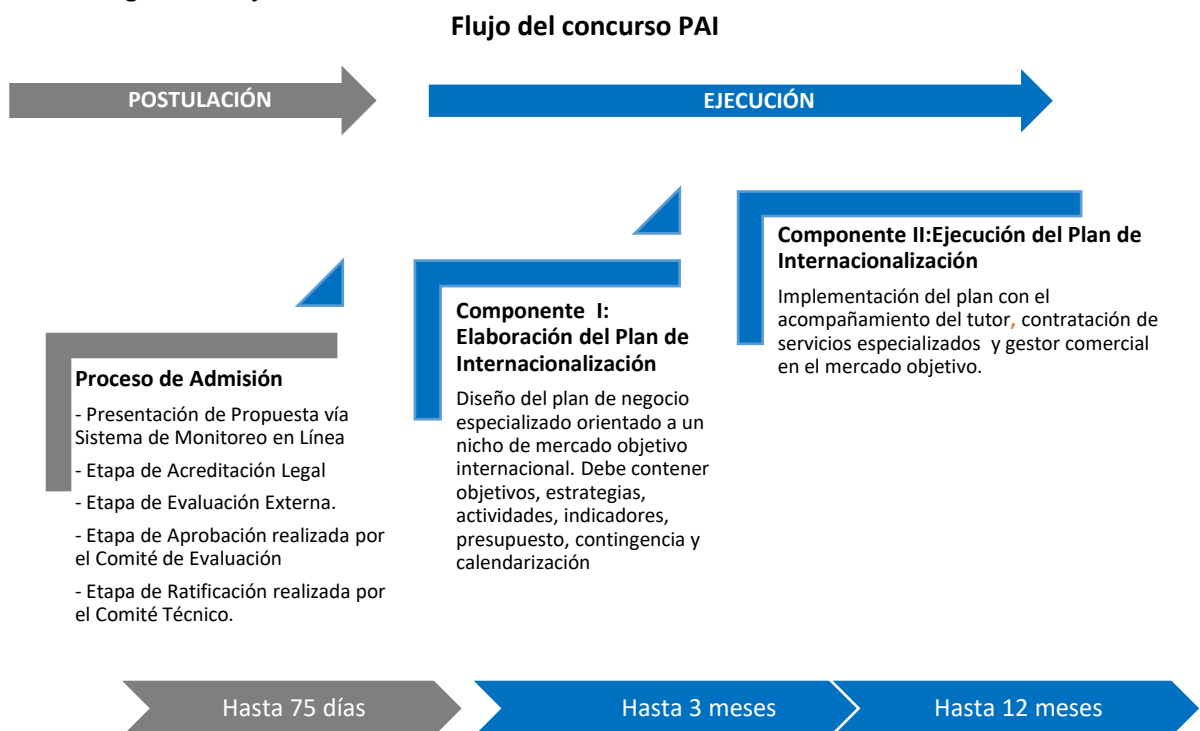 Flujo del concurso PAI
POSTULACIÓN
EJECUCIÓN
Proceso de Admisión
- Presentación de Propuesta vía
Sistema de Monitoreo en Línea
- Etapa de Acreditación Legal
- Etapa de Evaluación Externa.
- Etapa de Aprobación realizada por
el Comité de Evaluación
- Etapa de Ratificación realizada por
el Comité Técnico.
Componente I:
Elaboración del Plan de
Internacionalización
Diseño del plan de negocio
especializado orientado a un
nicho de mercado objetivo
internacional. Debe contener
objetivos, estrategias,
actividades, indicadores,
presupuesto, contingencia y
calendarización
Componente II:Ejecución del Plan de
Internacionalización
Implementación del plan con el
acompañamiento del tutor, contratación de
servicios especializados y gestor comercial
en el mercado objetivo.
Hasta 75 días
Hasta 3 meses
Hasta 12 meses